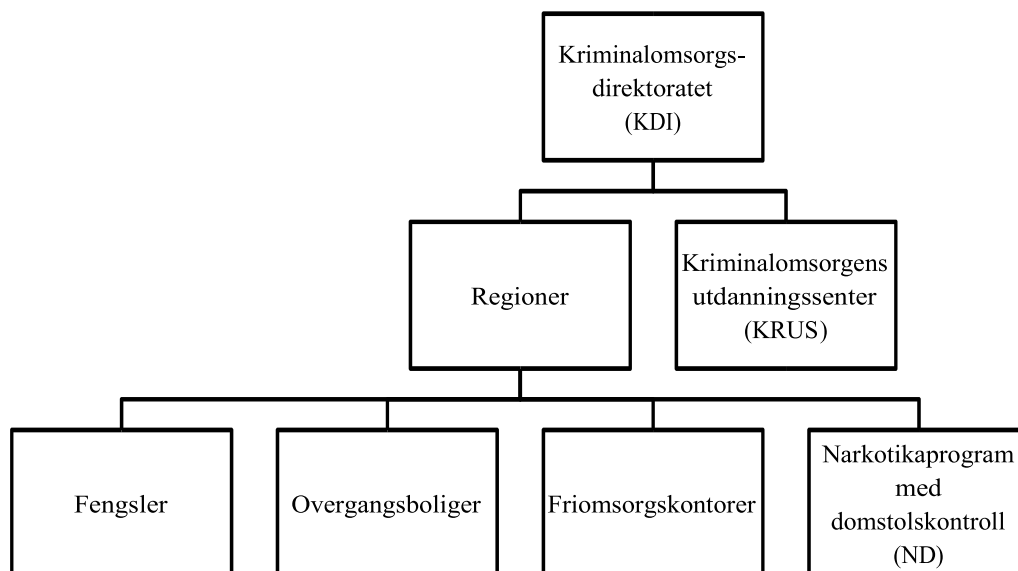 Kriminalomsorgs-
direktoratet
(KDI)
Regioner
Kriminalomsorgens
utdanningssenter
(KRUS)
Fengsler
Overgangsboliger
Friomsorgskontorer
Narkotikaprogram
med
domstolskontroll
(ND)